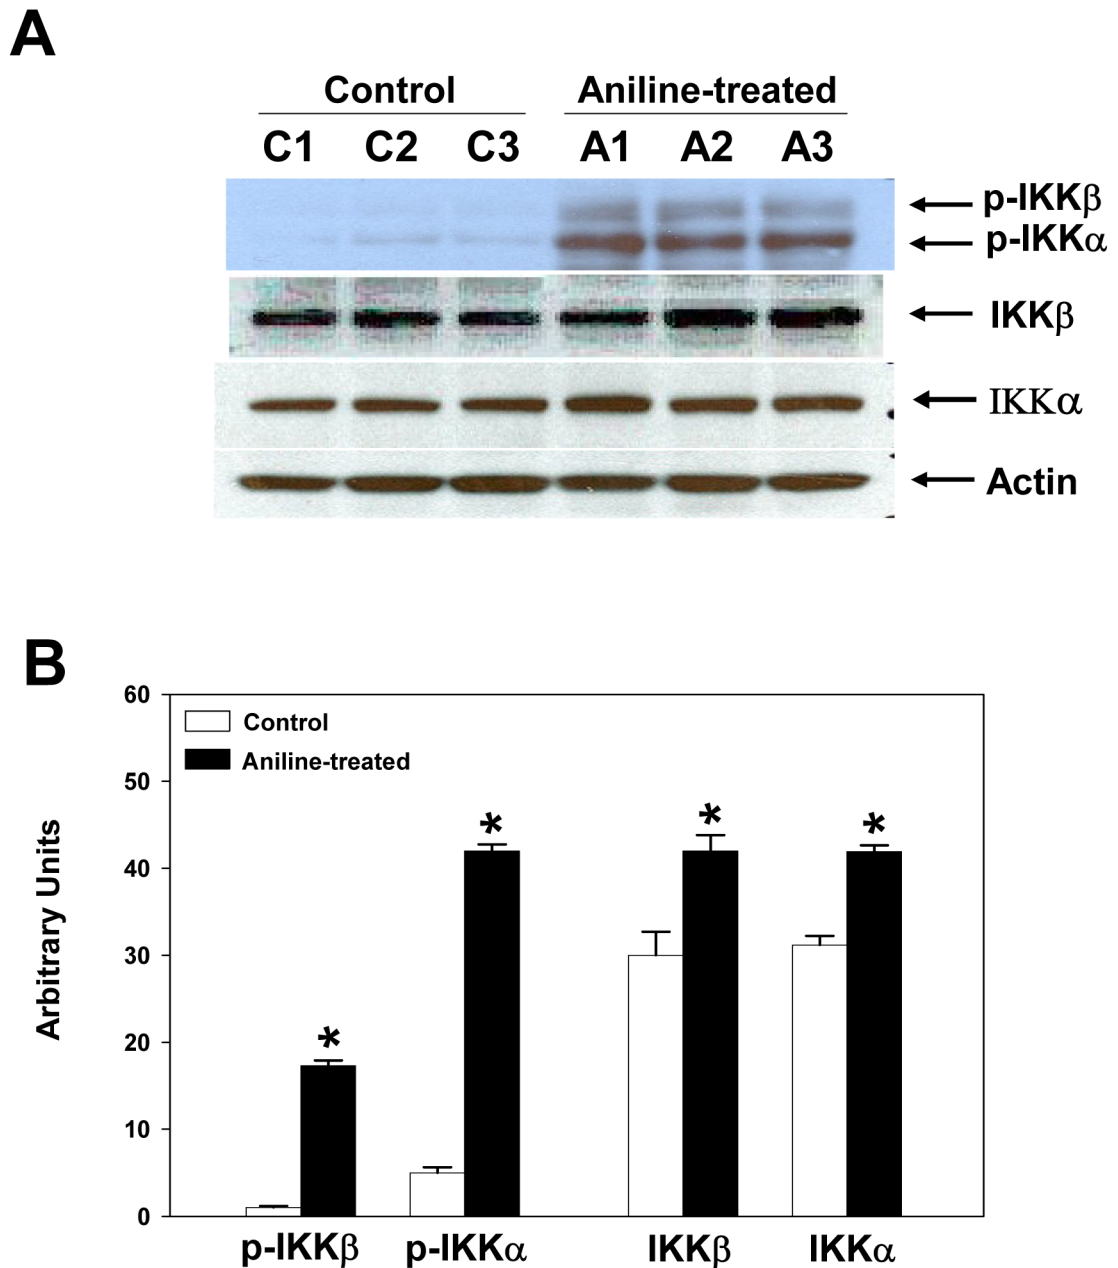 A
Control Aniline-treated
C1 C2 C3 A1 A2 A3
p-IKKβ
p-IKKα
IKKβ
IKKα
Actin
B
60
50
40
30
20
10
0
Arbitrary Units
Control
Aniline-treated
* * * *
p-IKKβ p-IKKα IKKβ IKKα